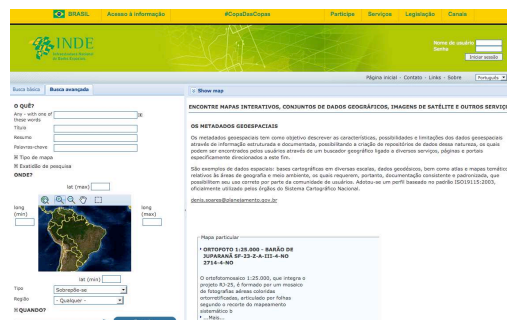 BRASIL Acesso à informação #CopaDasCopas Participe Serviços Legislação Canais
INDE
Infraestrutura Nacional
de Dados Espaciais
Nome de usuário
Senha
Iniciar sessão
Página inicial - Contato - Links - Sobre Português
Busca básica Busca avançada
Show map
O QUÊ?
Any - with one of
these words
Título
Resumo
Palavras-chave
Tipo de mapa
Exatidão de pesquisa
ONDE?
lat (max)
long
(min)
long
(max)
lat (min)
Tipo Sobrepõe-se
Região - Qualquer -
QUANDO?
ENCONTRE MAPAS INTERATIVOS, CONJUNTOS DE DADOS GEOGRÁFICOS, IMAGENS DE SATÉLITE E OUTROS SERVIÇO
OS METADADOS GEOESPACIAIS
Os metadados geoespaciais tem como objetivo descrever as características, possibilidades e limitações dos dados geoespaciais
através de informação estruturada e documentada, possibilitando a criação de repositórios de dados dessa natureza, os quais
podem ser encontrados pelos usuários através de um buscador geográfico ligado a diversos serviços, páginas e portais
especificamente direcionados a este fim.
São exemplos de dados espaciais: bases cartográficas em diversas escalas, dados geodésicos, bem como atlas e mapas temátic
relativos às áreas de geografia e meio ambiente, os quais requerem, portanto, documentação consistente e padronizada, que
possibilitem seu correto por parte da comunidade de usuários. Adotou-se um perfil baseado no padrão ISO19115:2003,
oficialmente utilizado pelos órgãos do Sistema Cartográfico Nacional.
denis.soares@planejamento.gov.br
Mapa particular
ORTOFOTO 1:25.000 - BARÃO DE
JUPARANÃ SF-23-Z-A-III-4-NO
2714-4-NO
O ortofotomosaico 1:25.000, que integra o
projeto RJ-25, é formado por um mosaico
de fotografias aéreas coloridas
ortorretificadas, articulado por folhas
segundo o recorte do mapeamento
sistemático b
...Mais...